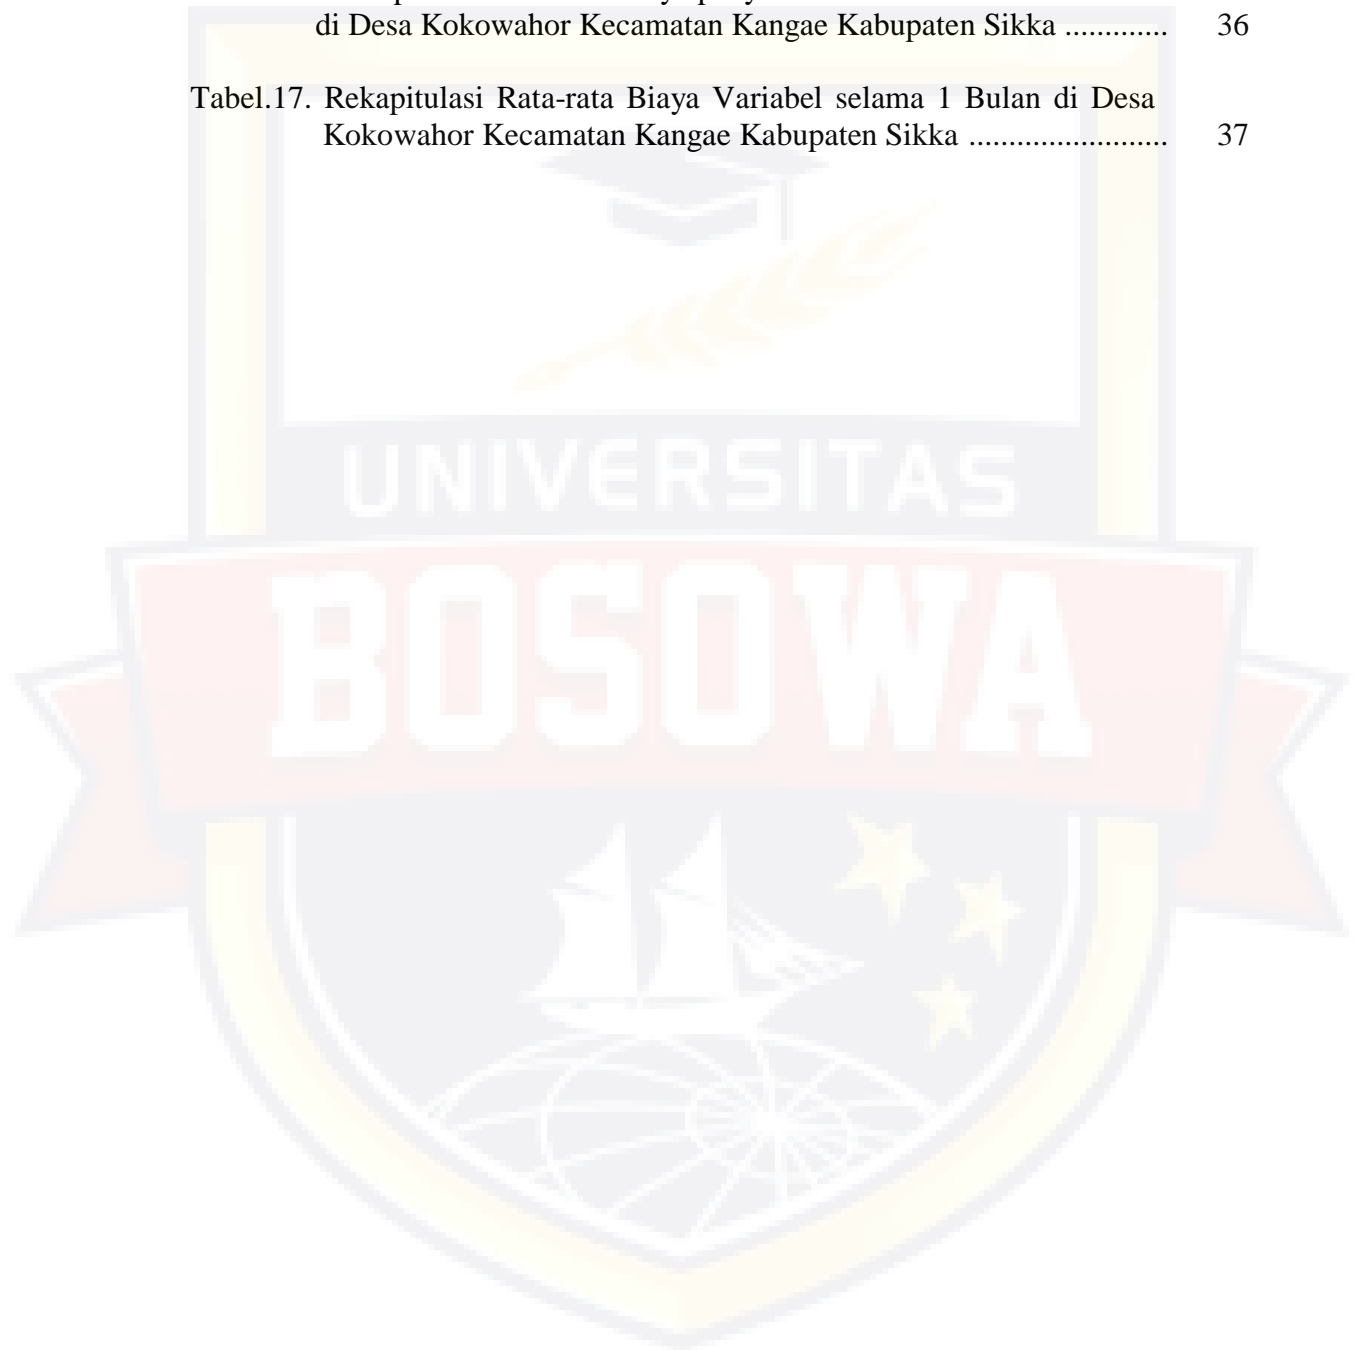 di Desa Kokowahor Kecamatan Kangae Kabupaten Sikka ............. 36
Tabel.17. Rekapitulasi Rata-rata Biaya Variabel selama 1 Bulan di Desa
Kokowahor Kecamatan Kangae Kabupaten Sikka ......................... 37
UNIVERSITAS
BOSOWA